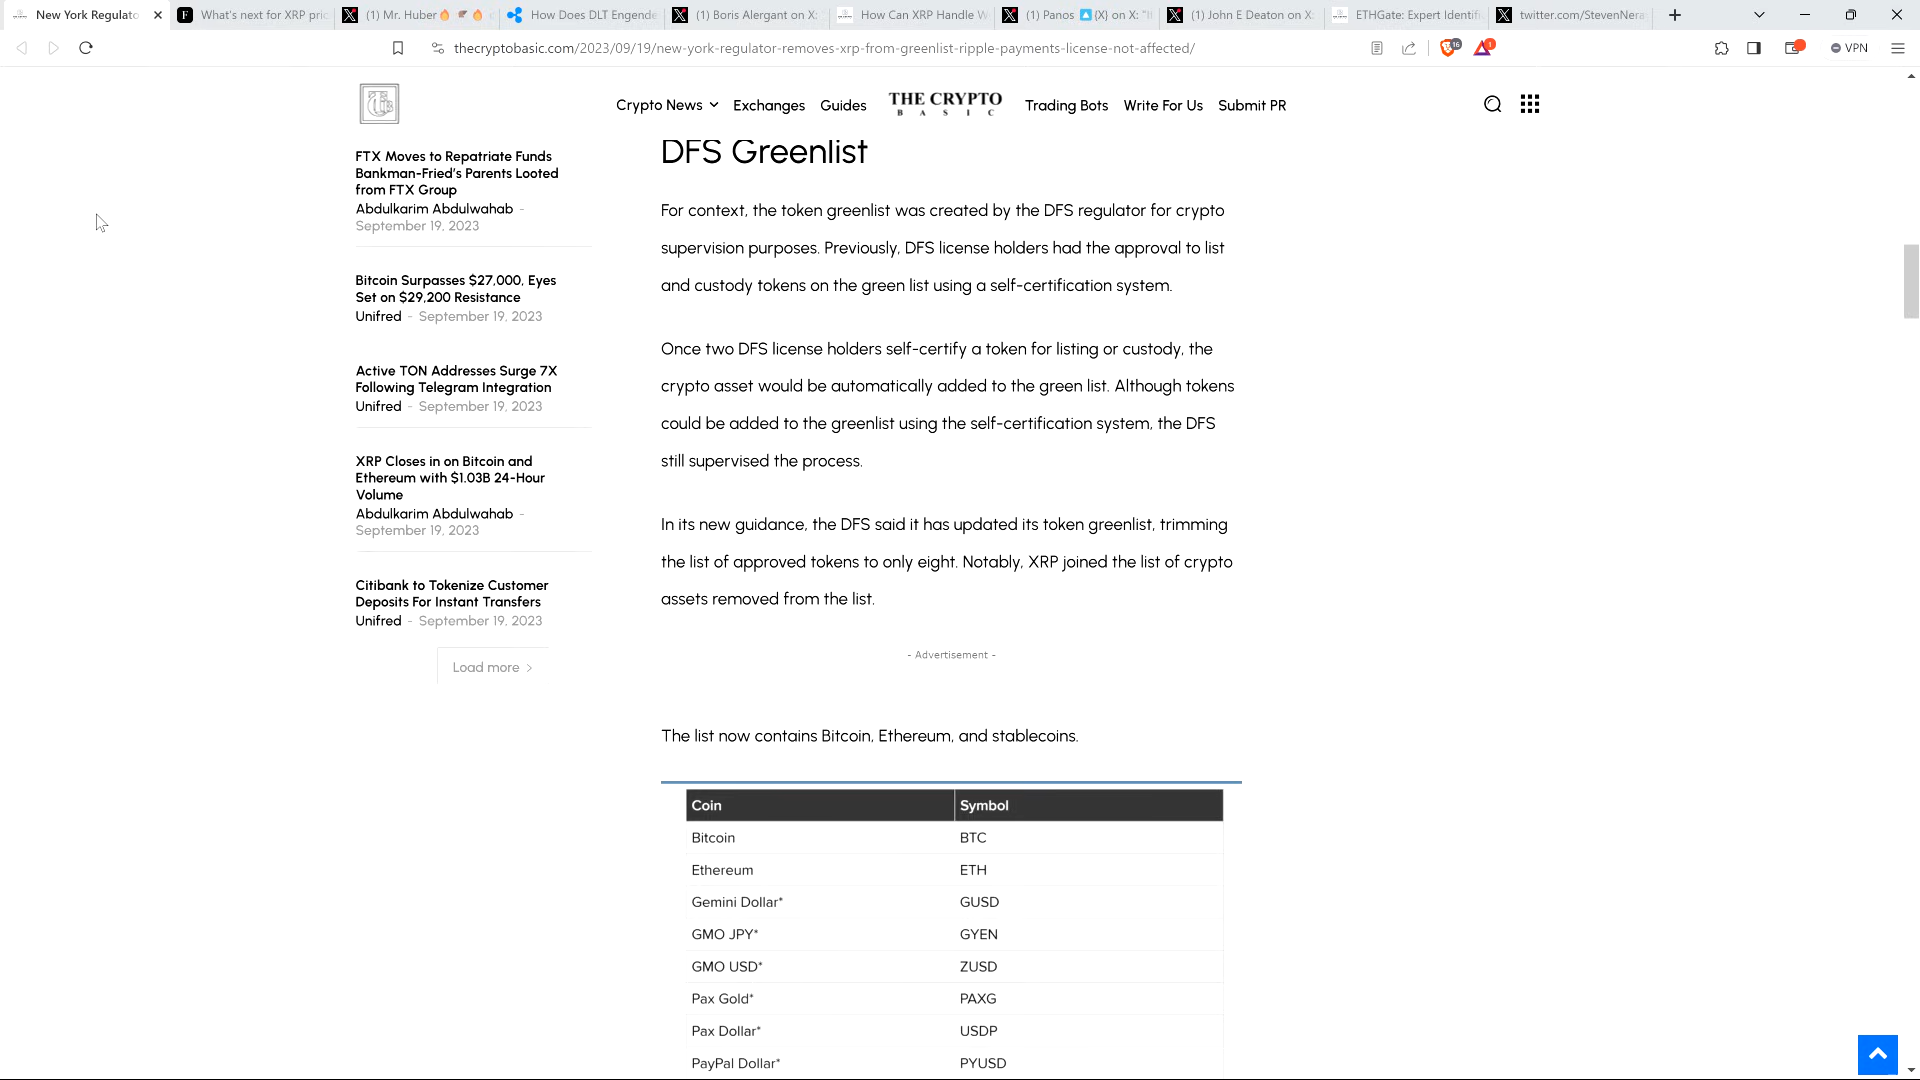 New York Regulato
What's next for XRP pric
(1) Mr. Huber🔥
How Does DLT Engende
(1) Boris Alergant on X:
How Can XRP Handle W
(1) Panos 🔼{X} on X: "I
(1) John E Deaton on X:
ETHGate: Expert Identifi
twitter.com/StevenNera
thecryptobasic.com/2023/09/19/new-york-regulator-removes-xrp-from-greenlist-ripple-payments-license-not-affected/
16
1
VPN
Crypto News
Exchanges
Guides
THE CRYPTO
BASIC
Trading Bots
Write For Us
Submit PR
FTX Moves to Repatriate Funds
Bankman-Fried's Parents Looted
from FTX Group
Abdulkarim Abdulwahab -
September 19, 2023
Bitcoin Surpasses $27,000, Eyes
Set on $29,200 Resistance
Unifred - September 19, 2023
Active TON Addresses Surge 7X
Following Telegram Integration
Unifred - September 19, 2023
XRP Closes in on Bitcoin and
Ethereum with $1.03B 24-Hour
Volume
Abdulkarim Abdulwahab -
September 19, 2023
Citibank to Tokenize Customer
Deposits For Instant Transfers
Unifred - September 19, 2023
Load more >
DFS Greenlist
For context, the token greenlist was created by the DFS regulator for crypto
supervision purposes. Previously, DFS license holders had the approval to list
and custody tokens on the green list using a self-certification system.
Once two DFS license holders self-certify a token for listing or custody, the
crypto asset would be automatically added to the green list. Although tokens
could be added to the greenlist using the self-certification system, the DFS
still supervised the process.
In its new guidance, the DFS said it has updated its token greenlist, trimming
the list of approved tokens to only eight. Notably, XRP joined the list of crypto
assets removed from the list.
- Advertisement -
The list now contains Bitcoin, Ethereum, and stablecoins.
Coin Symbol
Bitcoin BTC
Ethereum ETH
Gemini Dollar* GUSD
GMO JPY* GYEN
GMO USD* ZUSD
Pax Gold* PAXG
Pax Dollar* USDP
PayPal Dollar* PYUSD